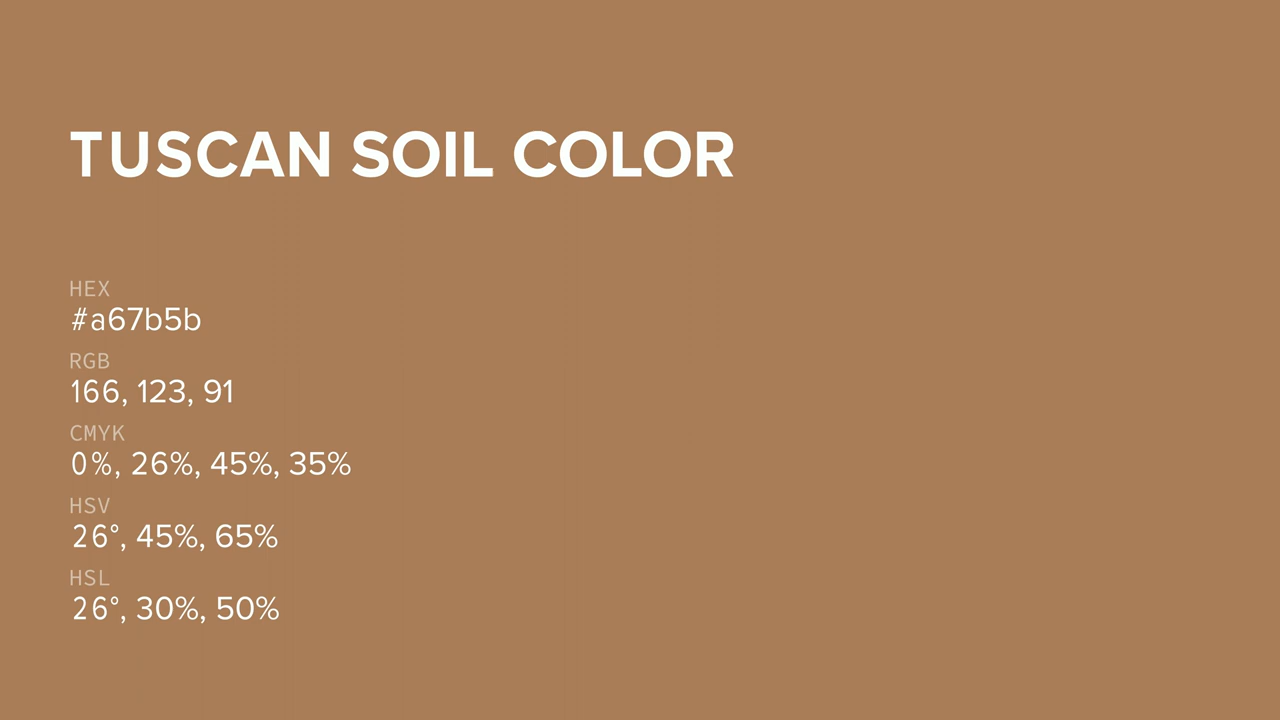 TUSCAN SOIL COLOR
HEX
#a67b5b
RGB
166, 123, 91
CMYK
0%, 26%, 45%, 35%
HSV
26°, 45%, 65%
HSL
26°, 30%, 50%